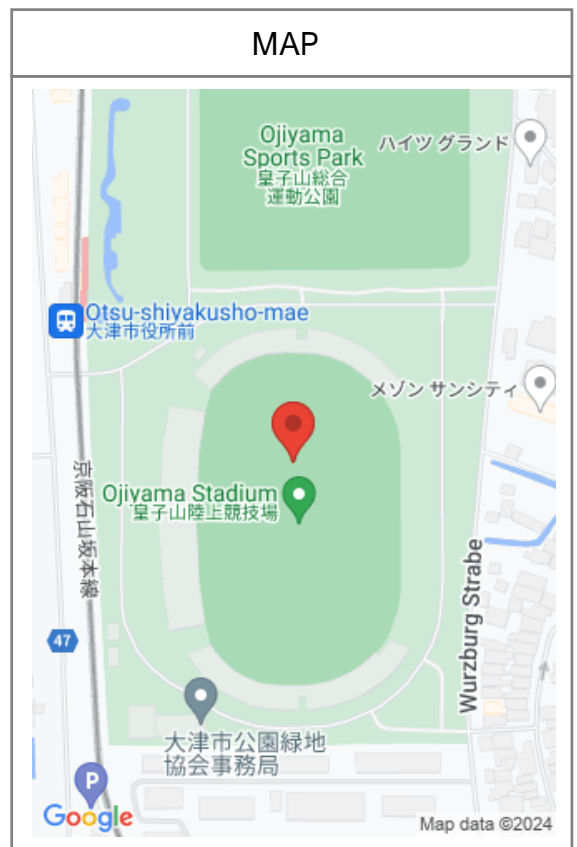 MAP
Ojiyama
Sports Park
皇子山総合
運動公園
ハイツ グランド
Otsu-shiyakusho-mae
大津市役所前
メゾン サンシティ
Ojiyama Stadium
皇子山陸上競技場
京阪石山坂本線
Wurzburg Strabe
47
大津市公園緑地
協会事務局
P
Google
Map data ©2024